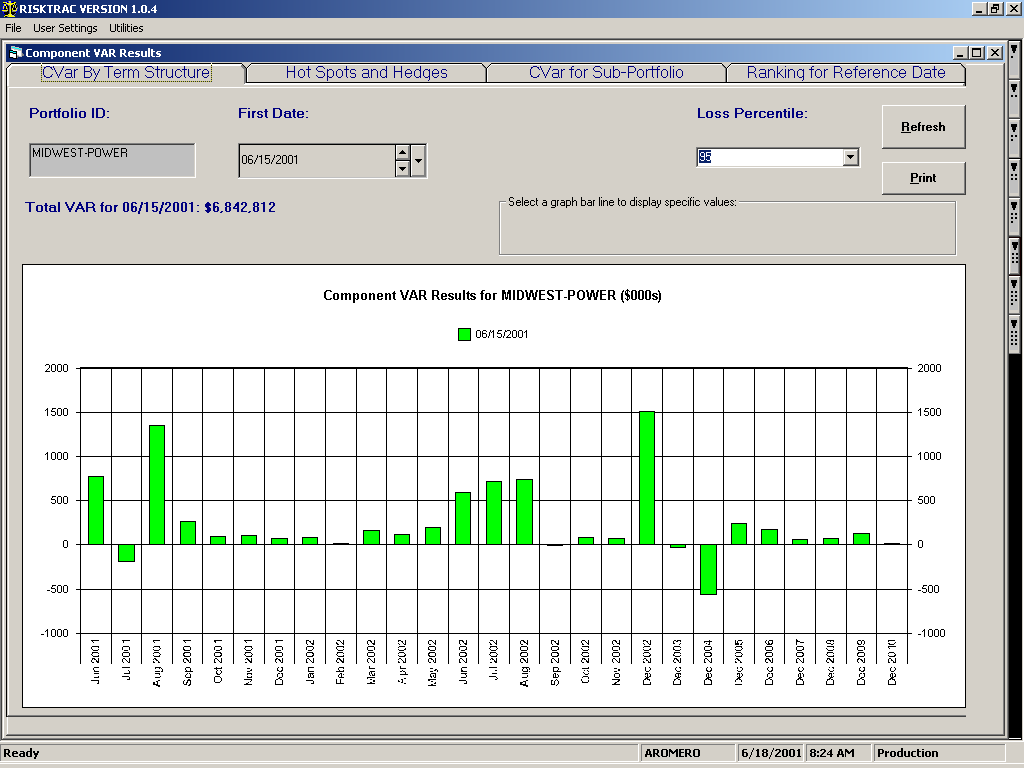 RISKTRAC VERSION 1.0.4
File User Settings Utilities
Component VAR Results
CVar By Term Structure Hot Spots and Hedges CVar for Sub-Portfolio Ranking for Reference Date
Portfolio ID: First Date: Loss Percentile:
Refresh
MIDWEST-POWER 06/15/2001 95
Print
Total VAR for 06/15/2001: $6,842,812
Select a graph bar line to display specific values:
Component VAR Results for MIDWEST-POWER ($000s)
06/15/2001
2000 2000
1500 1500
1000 1000
500 500
0 0
-500 -500
-1000 -1000
Jun 2001 Jul 2001 Aug 2001 Sep 2001 Oct 2001 Nov 2001 Dec 2001 Jan 2002 Feb 2002 Mar 2002 Apr 2002 May 2002 Jun 2002 Jul 2002 Aug 2002 Sep 2002 Oct 2002 Nov 2002 Dec 2002 Dec 2003 Dec 2004 Dec 2005 Dec 2006 Dec 2007 Dec 2008 Dec 2009 Dec 2010
Ready AROMERO 6/18/2001 8:24 AM Production